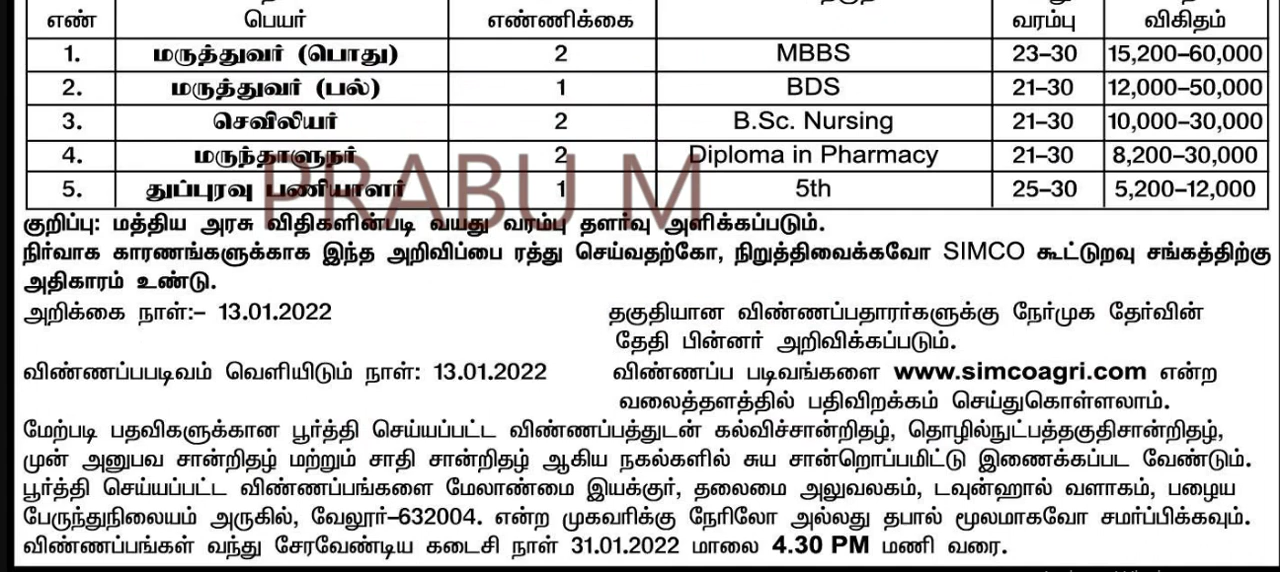 எண் பெயர் எண்ணிக்கை வரம்பு விகிதம்
1. மருத்துவர் (பொது) 2 MBBS 23–30 15,200–60,000
2. மருத்துவர் (பல்) 1 BDS 21–30 12,000–50,000
3. செவிலியர் 2 B.Sc. Nursing 21–30 10,000–30,000
4. மருந்தாளுநர் 2 Diploma in Pharmacy 21–30 8,200–30,000
5. துப்புரவு பணியாளர் 1 5th 25–30 5,200–12,000
PRABU M
குறிப்பு: மத்திய அரசு விதிகளின்படி வயது வரம்பு தளர்வு அளிக்கப்படும்.
நிர்வாக காரணங்களுக்காக இந்த அறிவிப்பை ரத்து செய்வதற்கோ, நிறுத்திவைக்கவோ SIMCO கூட்டுறவு சங்கத்திற்கு
அதிகாரம் உண்டு.
அறிக்கை நாள்:– 13.01.2022 தகுதியான விண்ணப்பதாரர்களுக்கு நேர்முக தேர்வின்
தேதி பின்னர் அறிவிக்கப்படும்.
விண்ணப்பபடிவம் வெளியிடும் நாள்: 13.01.2022 விண்ணப்ப படிவங்களை www.simcoagri.com என்ற
வலைத்தளத்தில் பதிவிறக்கம் செய்துகொள்ளலாம்.
மேற்படி பதவிகளுக்கான பூர்த்தி செய்யப்பட்ட விண்ணப்பத்துடன் கல்விச்சான்றிதழ், தொழில்நுட்பத்தகுதிசான்றிதழ்,
முன் அனுபவ சான்றிதழ் மற்றும் சாதி சான்றிதழ் ஆகிய நகல்களில் சுய சான்றொப்பமிட்டு இணைக்கப்பட வேண்டும்.
பூர்த்தி செய்யப்பட்ட விண்ணப்பங்களை மேலாண்மை இயக்குர், தலைமை அலுவலகம், டவுன்ஹால் வளாகம், பழைய
பேருந்துநிலையம் அருகில், வேலூர்–632004. என்ற முகவரிக்கு நேரிலோ அல்லது தபால் மூலமாகவோ சமர்ப்பிக்கவும்.
விண்ணப்பங்கள் வந்து சேரவேண்டிய கடைசி நாள் 31.01.2022 மாலை 4.30 PM மணி வரை.